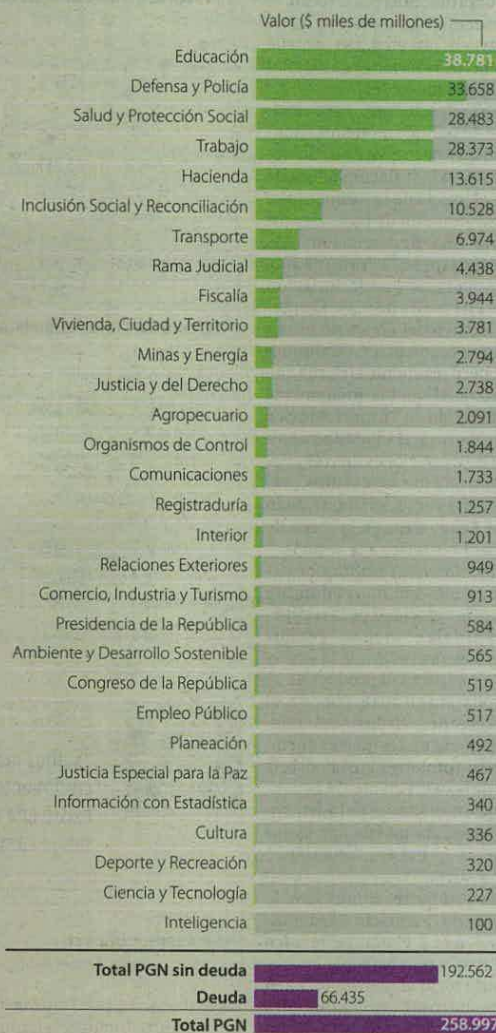 Valor ($ miles de millones)
Educación 38.781
Defensa y Policía 33.658
Salud y Protección Social 28.483
Trabajo 28.373
Hacienda 13.615
Inclusión Social y Reconciliación 10.528
Transporte 6.974
Rama Judicial 4.438
Fiscalía 3.944
Vivienda, Ciudad y Territorio 3.781
Minas y Energía 2.794
Justicia y del Derecho 2.738
Agropecuario 2.091
Organismos de Control 1.844
Comunicaciones 1.733
Registraduría 1.257
Interior 1.201
Relaciones Exteriores 949
Comercio, Industria y Turismo 913
Presidencia de la República 584
Ambiente y Desarrollo Sostenible 565
Congreso de la República 519
Empleo Público 517
Planeación 492
Justicia Especial para la Paz 467
Información con Estadística 340
Cultura 336
Deporte y Recreación 320
Ciencia y Tecnología 227
Inteligencia 100
Total PGN sin deuda 192.562
Deuda 66.435
Total PGN 258.997